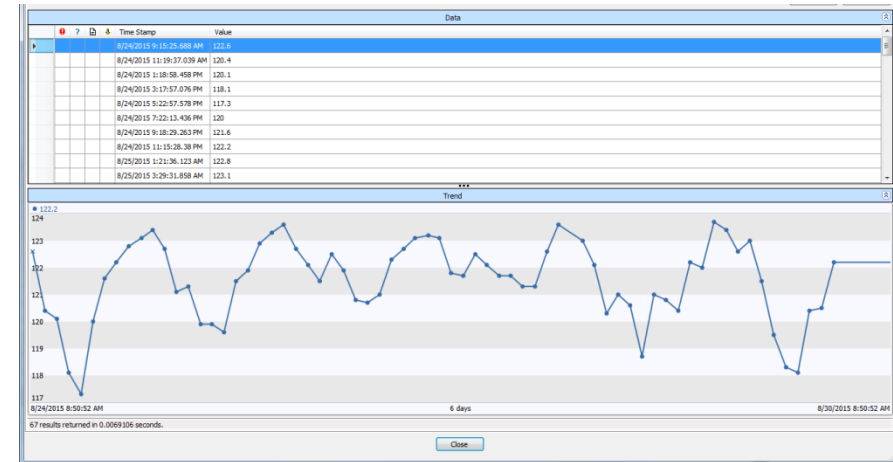 Data
? Time Stamp Value
8/24/2015 9:15:25.688 AM 122.6
8/24/2015 11:19:37.039 AM 120.4
8/24/2015 1:18:58.458 PM 120.1
8/24/2015 3:17:57.076 PM 118.1
8/24/2015 5:22:57.578 PM 117.3
8/24/2015 7:22:13.436 PM 120
8/24/2015 9:18:29.263 PM 121.6
8/24/2015 11:15:28.38 PM 122.2
8/25/2015 1:21:36.123 AM 122.8
8/25/2015 3:29:31.858 AM 123.1
Trend
122.2
124
123
122
121
120
119
118
117
8/24/2015 8:50:52 AM 6 days 8/30/2015 8:50:52 AM
67 results returned in 0.0069106 seconds.
Close